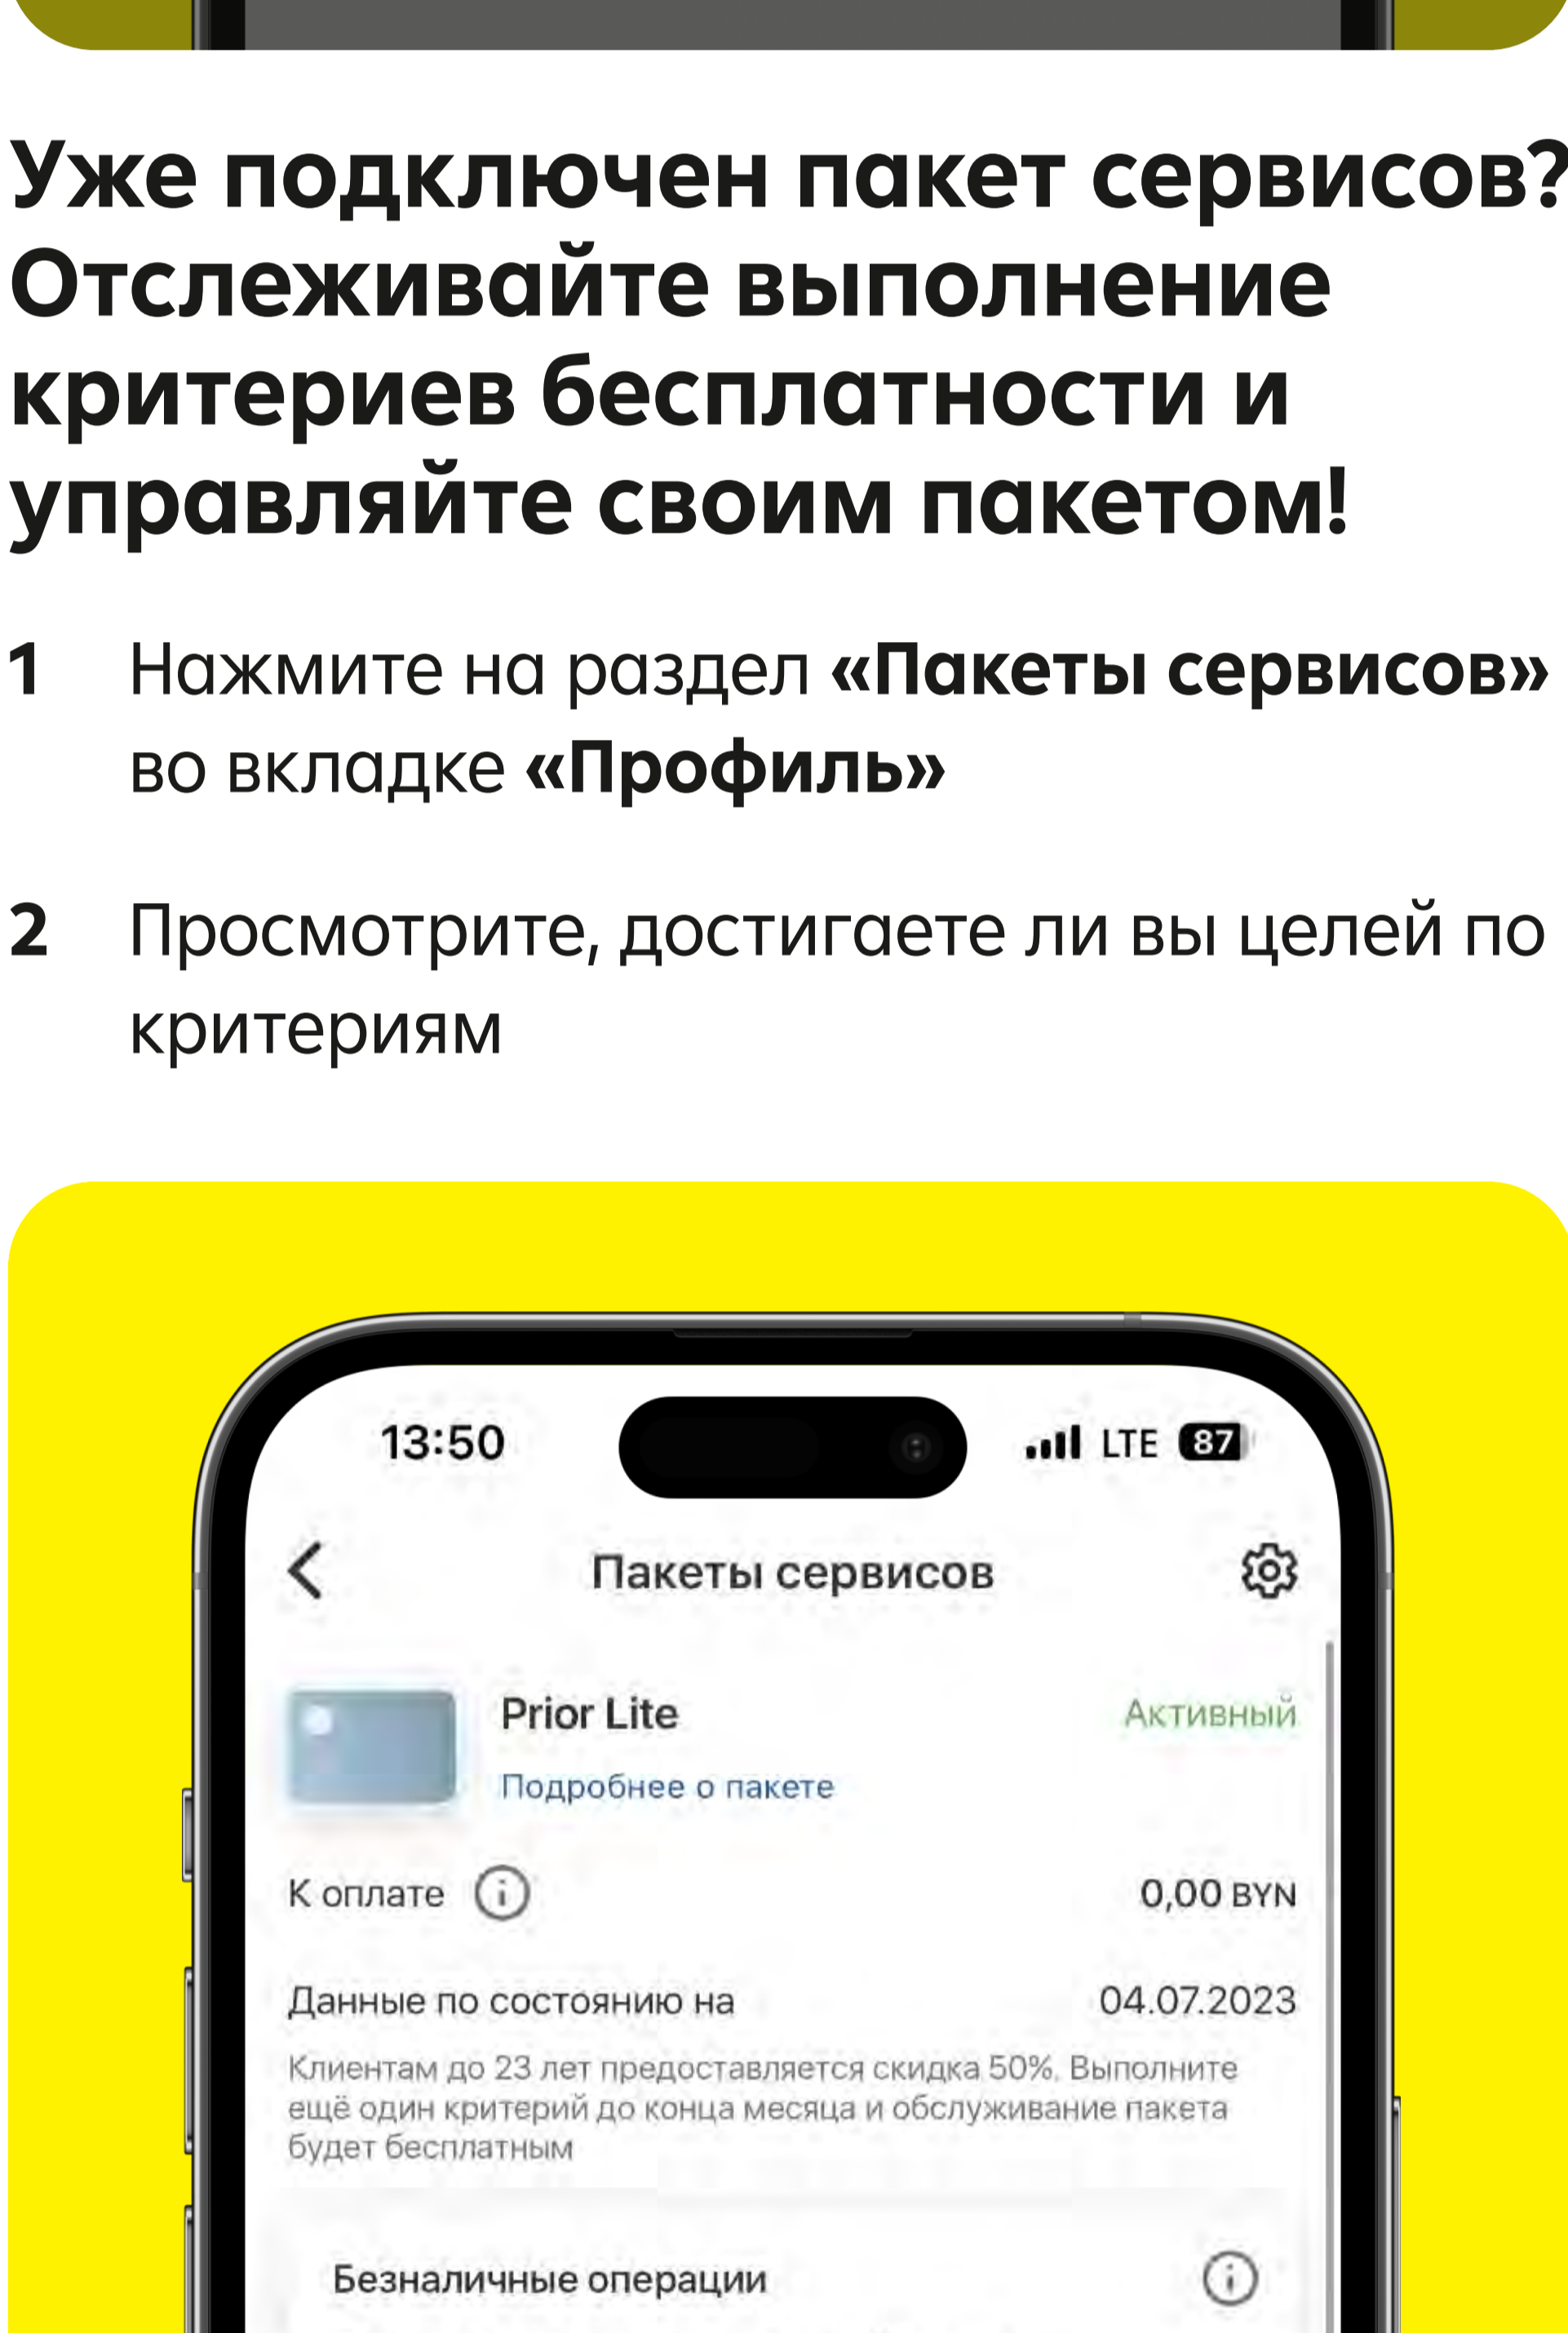 Уже подключен пакет сервисов?
Отслеживайте выполнение
критериев бесплатности и
управляйте своим пакетом!
1 Нажмите на раздел «Пакеты сервисов»
во вкладке «Профиль»
2 Просмотрите, достигаете ли вы целей по
критериям
13:50 LTE 87
Пакеты сервисов
Prior Lite Активный
Подробнее о пакете
К оплате 0,00 BYN
Данные по состоянию на 04.07.2023
Клиентам до 23 лет предоставляется скидка 50%. Выполните
ещё один критерий до конца месяца и обслуживание пакета
будет бесплатным
Безналичные операции